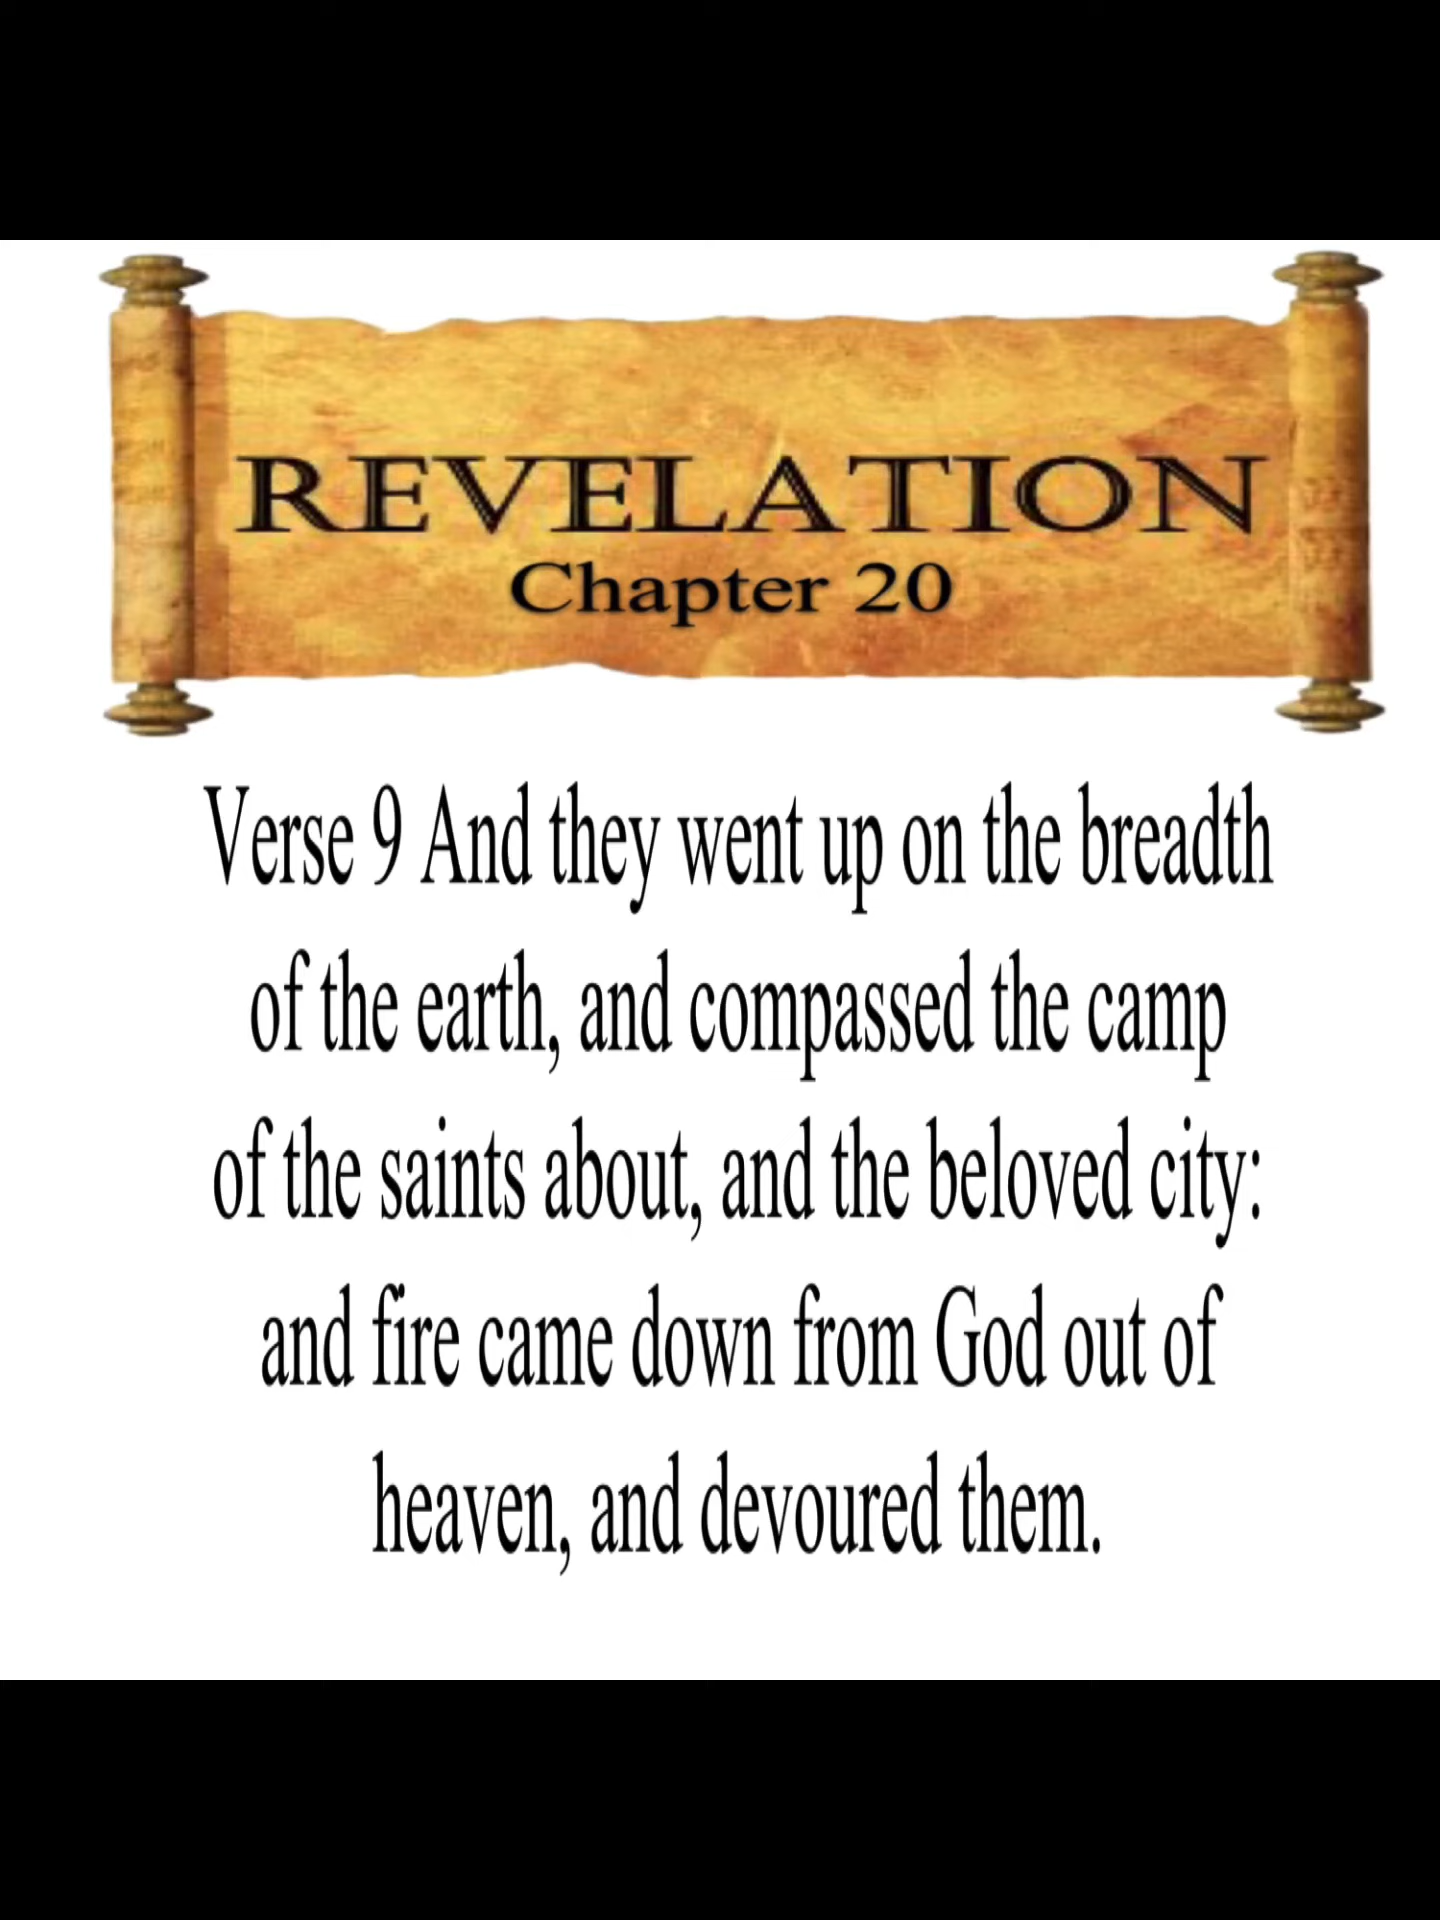 REVELATION
Chapter 20
Verse 9 And they went up on the breadth
of the earth, and compassed the camp
of the saints about, and the beloved city:
and fire came down from God out of
heaven, and devoured them.